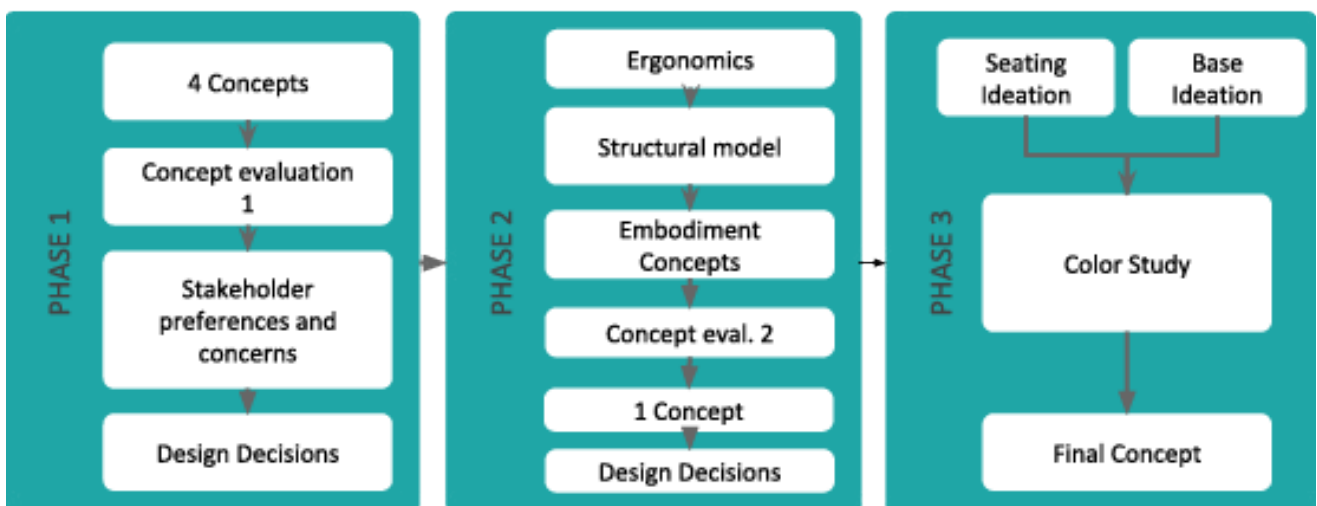 PHASE 1
4 Concepts
Concept evaluation
1
Stakeholder
preferences and
concerns
Design Decisions
PHASE 2
Ergonomics
Structural model
Embodiment
Concepts
Concept eval. 2
1 Concept
Design Decisions
PHASE 3
Seating
Ideation
Base
Ideation
Color Study
Final Concept